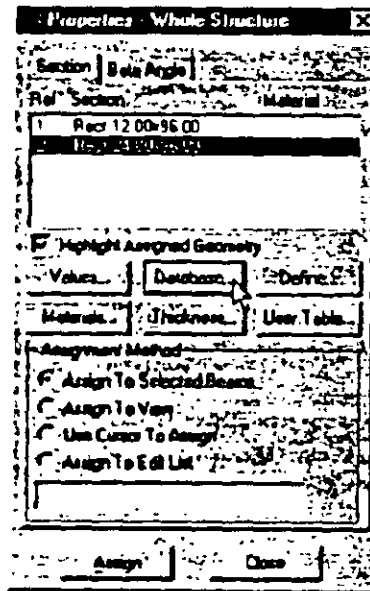 Properties - Whole Structure
Section Beta Angle
Ref Section Material
1 Rect 12.00x96.00
Rect
Highlight Assigned Geometry
Values... Database... Define...
Materials... Thickness... User Table...
Assignment Method
Assign To Selected Beams
Assign To View
Use Cursor To Assign
Assign To Edit List
Assign Close